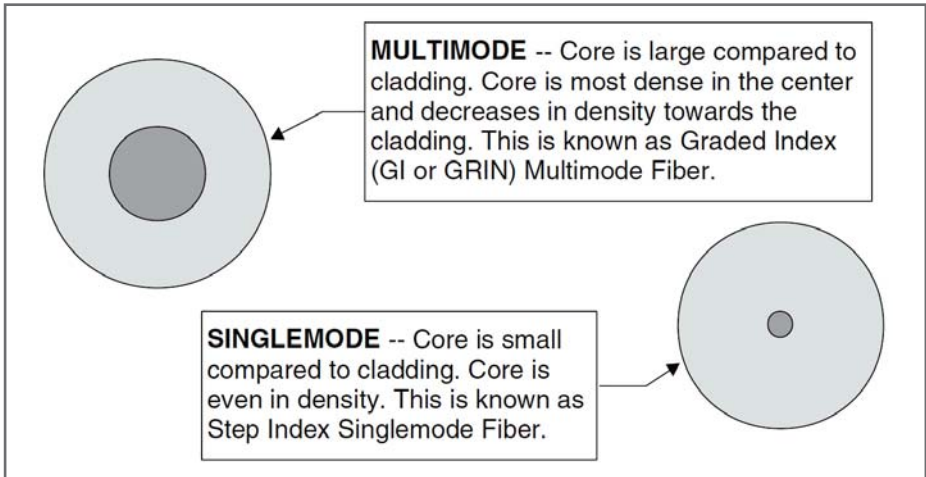 MULTIMODE -- Core is large compared to
cladding. Core is most dense in the center
and decreases in density towards the
cladding. This is known as Graded Index
(GI or GRIN) Multimode Fiber.
SINGLEMODE -- Core is small
compared to cladding. Core is
even in density. This is known as
Step Index Singlemode Fiber.